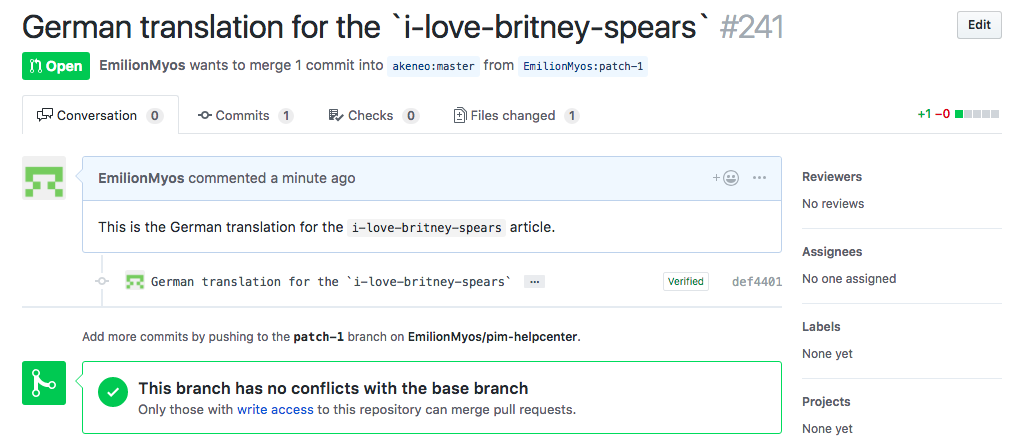 German translation for the `i-love-britney-spears` #241
Edit
Open EmilionMyos wants to merge 1 commit into akeneo:master from EmilionMyos:patch-1
Conversation 0 Commits 1 Checks 0 Files changed 1 +1 −0
EmilionMyos commented a minute ago
This is the German translation for the i-love-britney-spears article.
German translation for the `i-love-britney-spears` … Verified def4401
Add more commits by pushing to the patch-1 branch on EmilionMyos/pim-helpcenter.
This branch has no conflicts with the base branch
Only those with write access to this repository can merge pull requests.
Reviewers
No reviews
Assignees
No one assigned
Labels
None yet
Projects
None yet